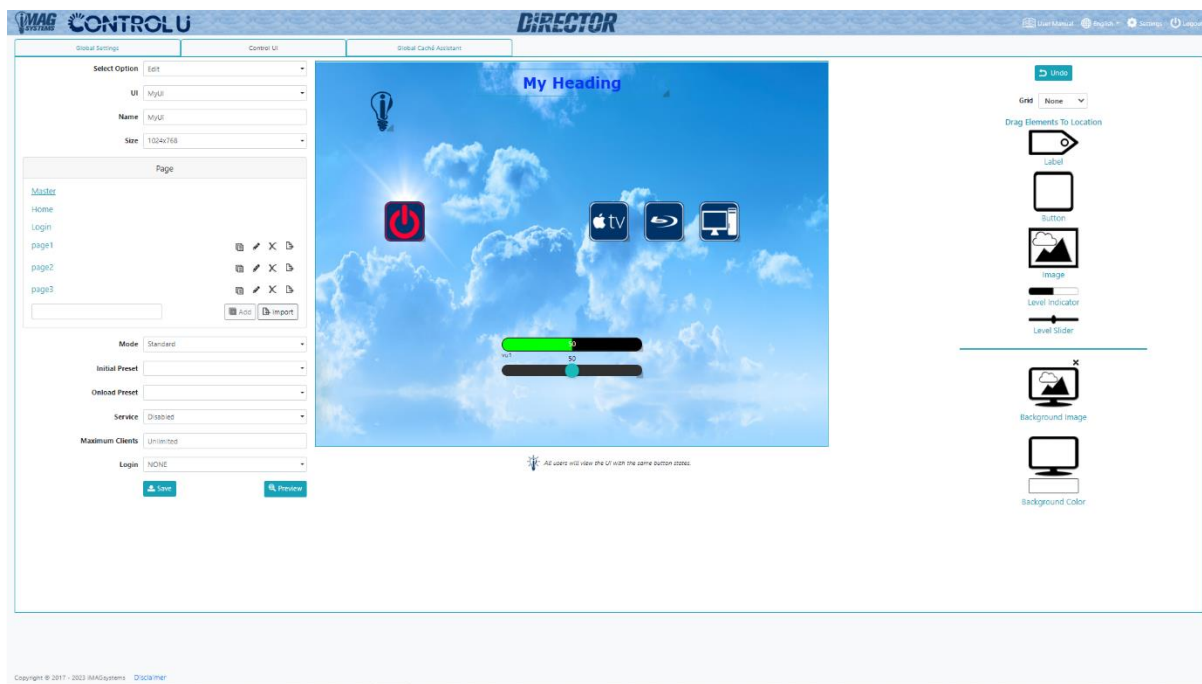 iMAG SYSTEMS CONTROL U
DiRECTOR
User Manual English Settings Logout
Global Settings Control UI Global Caché Assistant
Select Option Edit
UI MyUI
Name MyUI
Size 1024x768
Page
Master
Home
Login
page1
page2
page3
Add Import
Mode Standard
Initial Preset
Onload Preset
Service Disabled
Maximum Clients Unlimited
Login NONE
Save Preview
My Heading
tv
50
vu1
50
All users will view the UI with the same button states.
Undo
Grid None
Drag Elements To Location
Label
Button
Image
Level Indicator
Level Slider
Background Image
Background Color
Copyright © 2017 - 2023 iMAGsystems Disclaimer